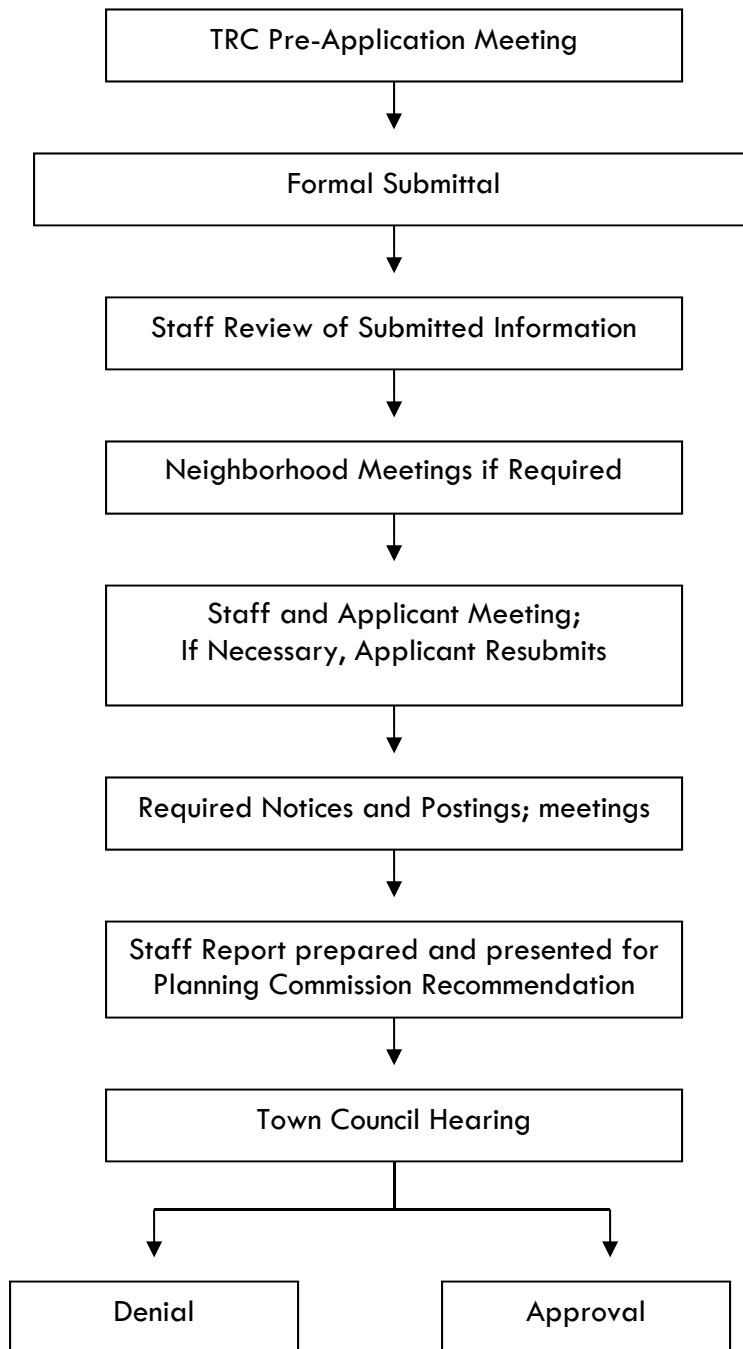 TRC Pre-Application Meeting
Formal Submittal
Staff Review of Submitted Information
Neighborhood Meetings if Required
Staff and Applicant Meeting;
If Necessary, Applicant Resubmits
Required Notices and Postings; meetings
Staff Report prepared and presented for
Planning Commission Recommendation
Town Council Hearing
Denial
Approval